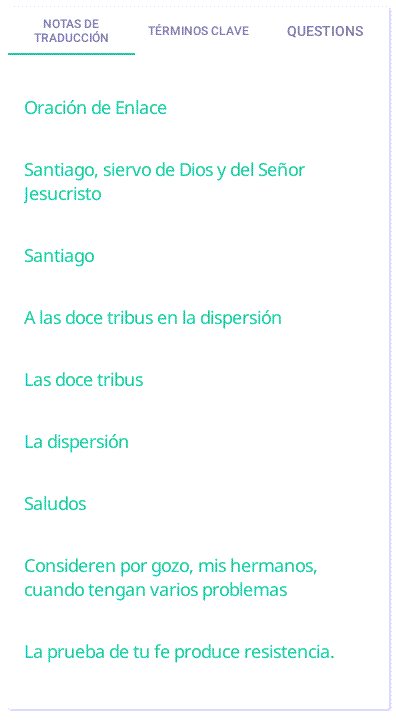 NOTAS DE
TRADUCCIÓN
TÉRMINOS CLAVE
QUESTIONS
Oración de Enlace
Santiago, siervo de Dios y del Señor
Jesucristo
Santiago
A las doce tribus en la dispersión
Las doce tribus
La dispersión
Saludos
Consideren por gozo, mis hermanos,
cuando tengan varios problemas
La prueba de tu fe produce resistencia.